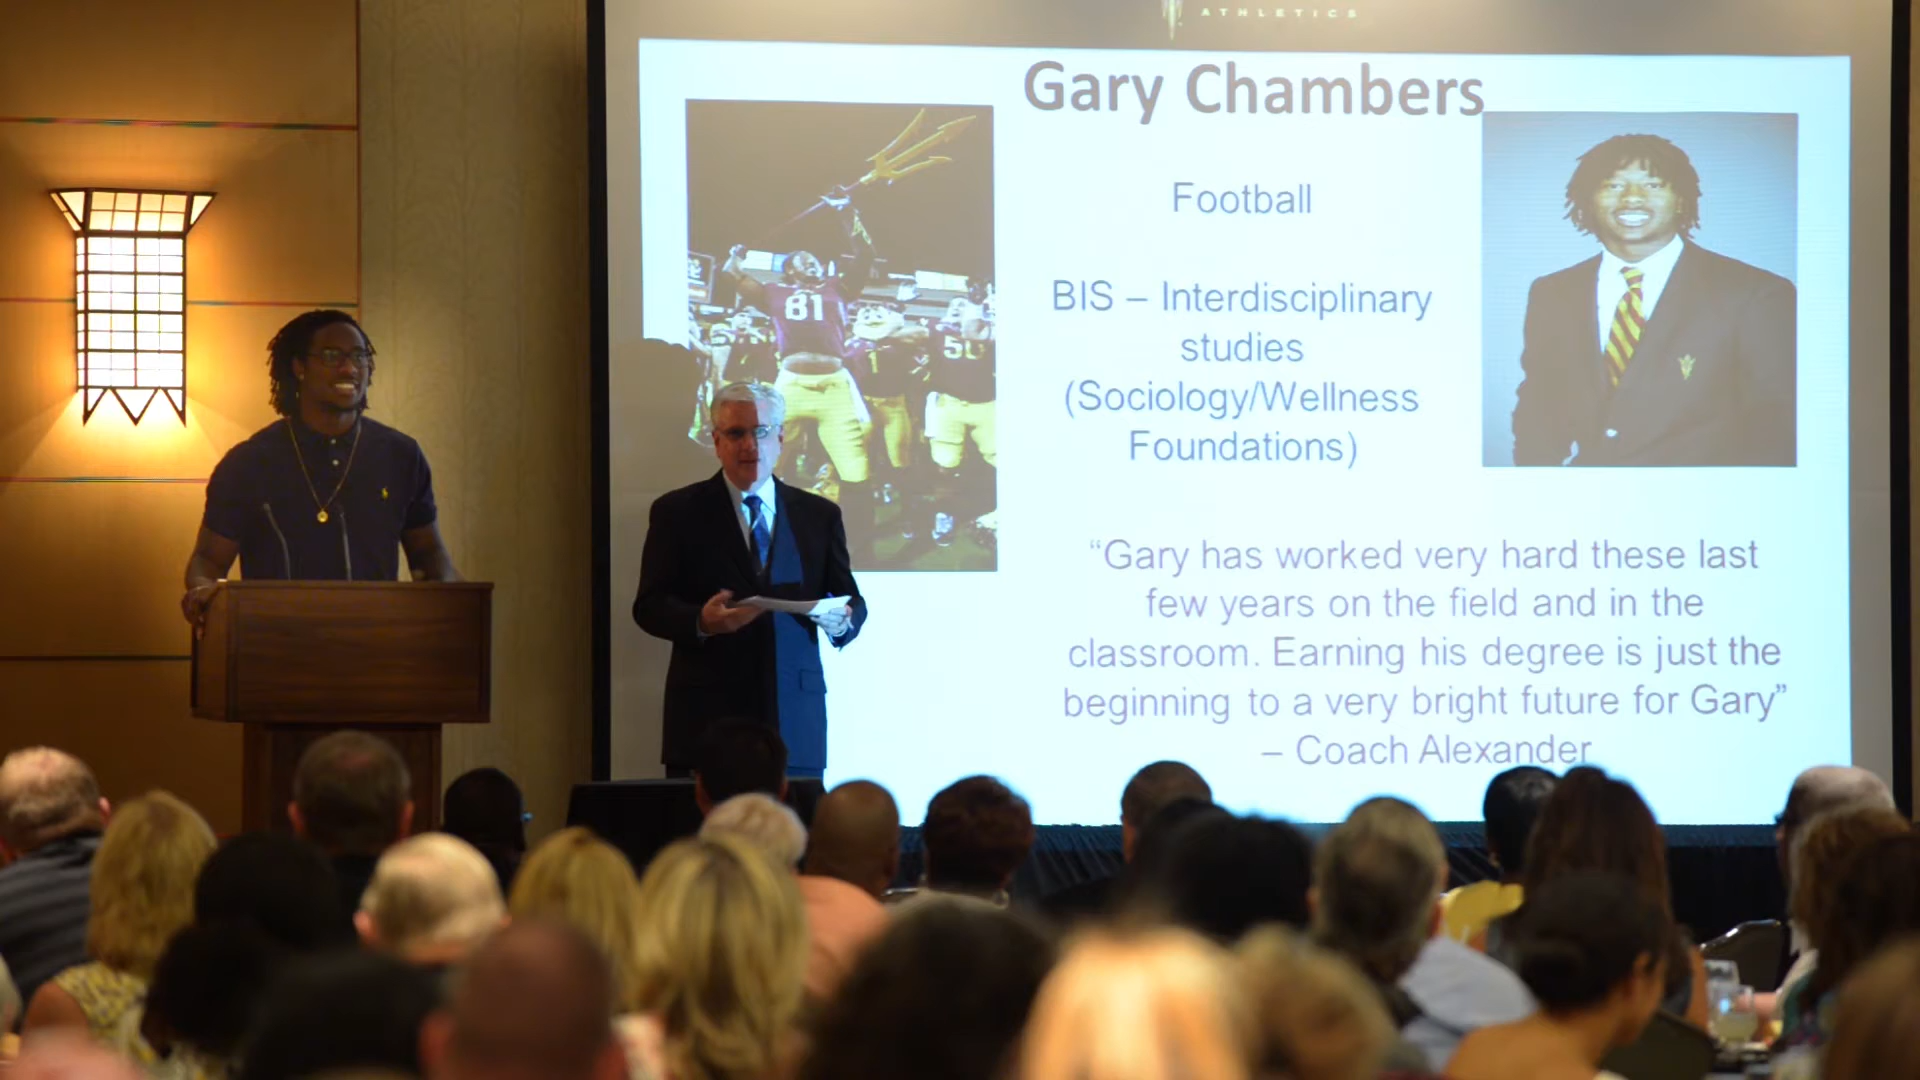 ATHLETICS
Gary Chambers
Football
BIS – Interdisciplinary
studies
(Sociology/Wellness
Foundations)
“Gary has worked very hard these last
few years on the field and in the
classroom. Earning his degree is just the
beginning to a very bright future for Gary”
– Coach Alexander
81
50